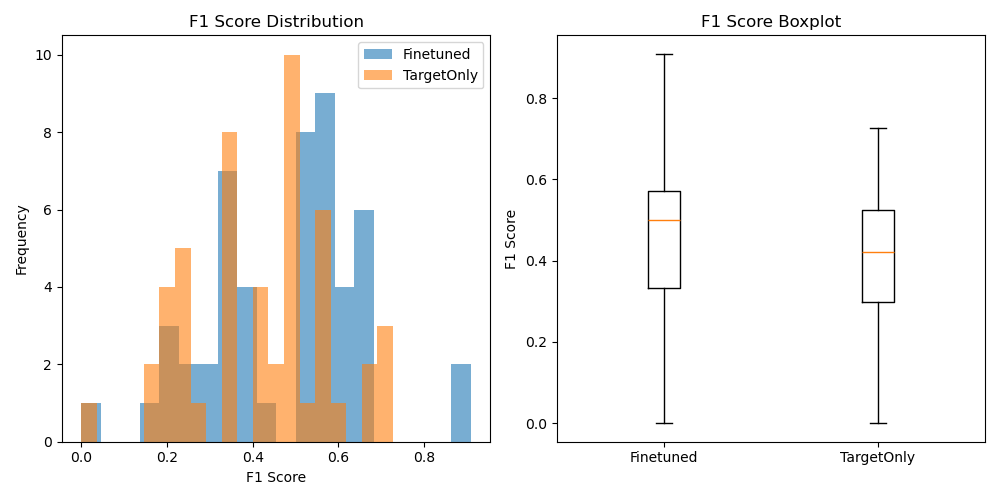 F1 Score Distribution
Finetuned
TargetOnly
10
8
6
4
2
0
Frequency
0.0 0.2 0.4 0.6 0.8
F1 Score
F1 Score Boxplot
0.8
0.6
0.4
0.2
0.0
F1 Score
Finetuned TargetOnly